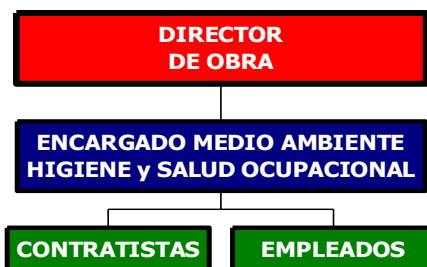 DIRECTOR
DE OBRA
ENCARGADO MEDIO AMBIENTE
HIGIENE y SALUD OCUPACIONAL
CONTRATISTAS
EMPLEADOS